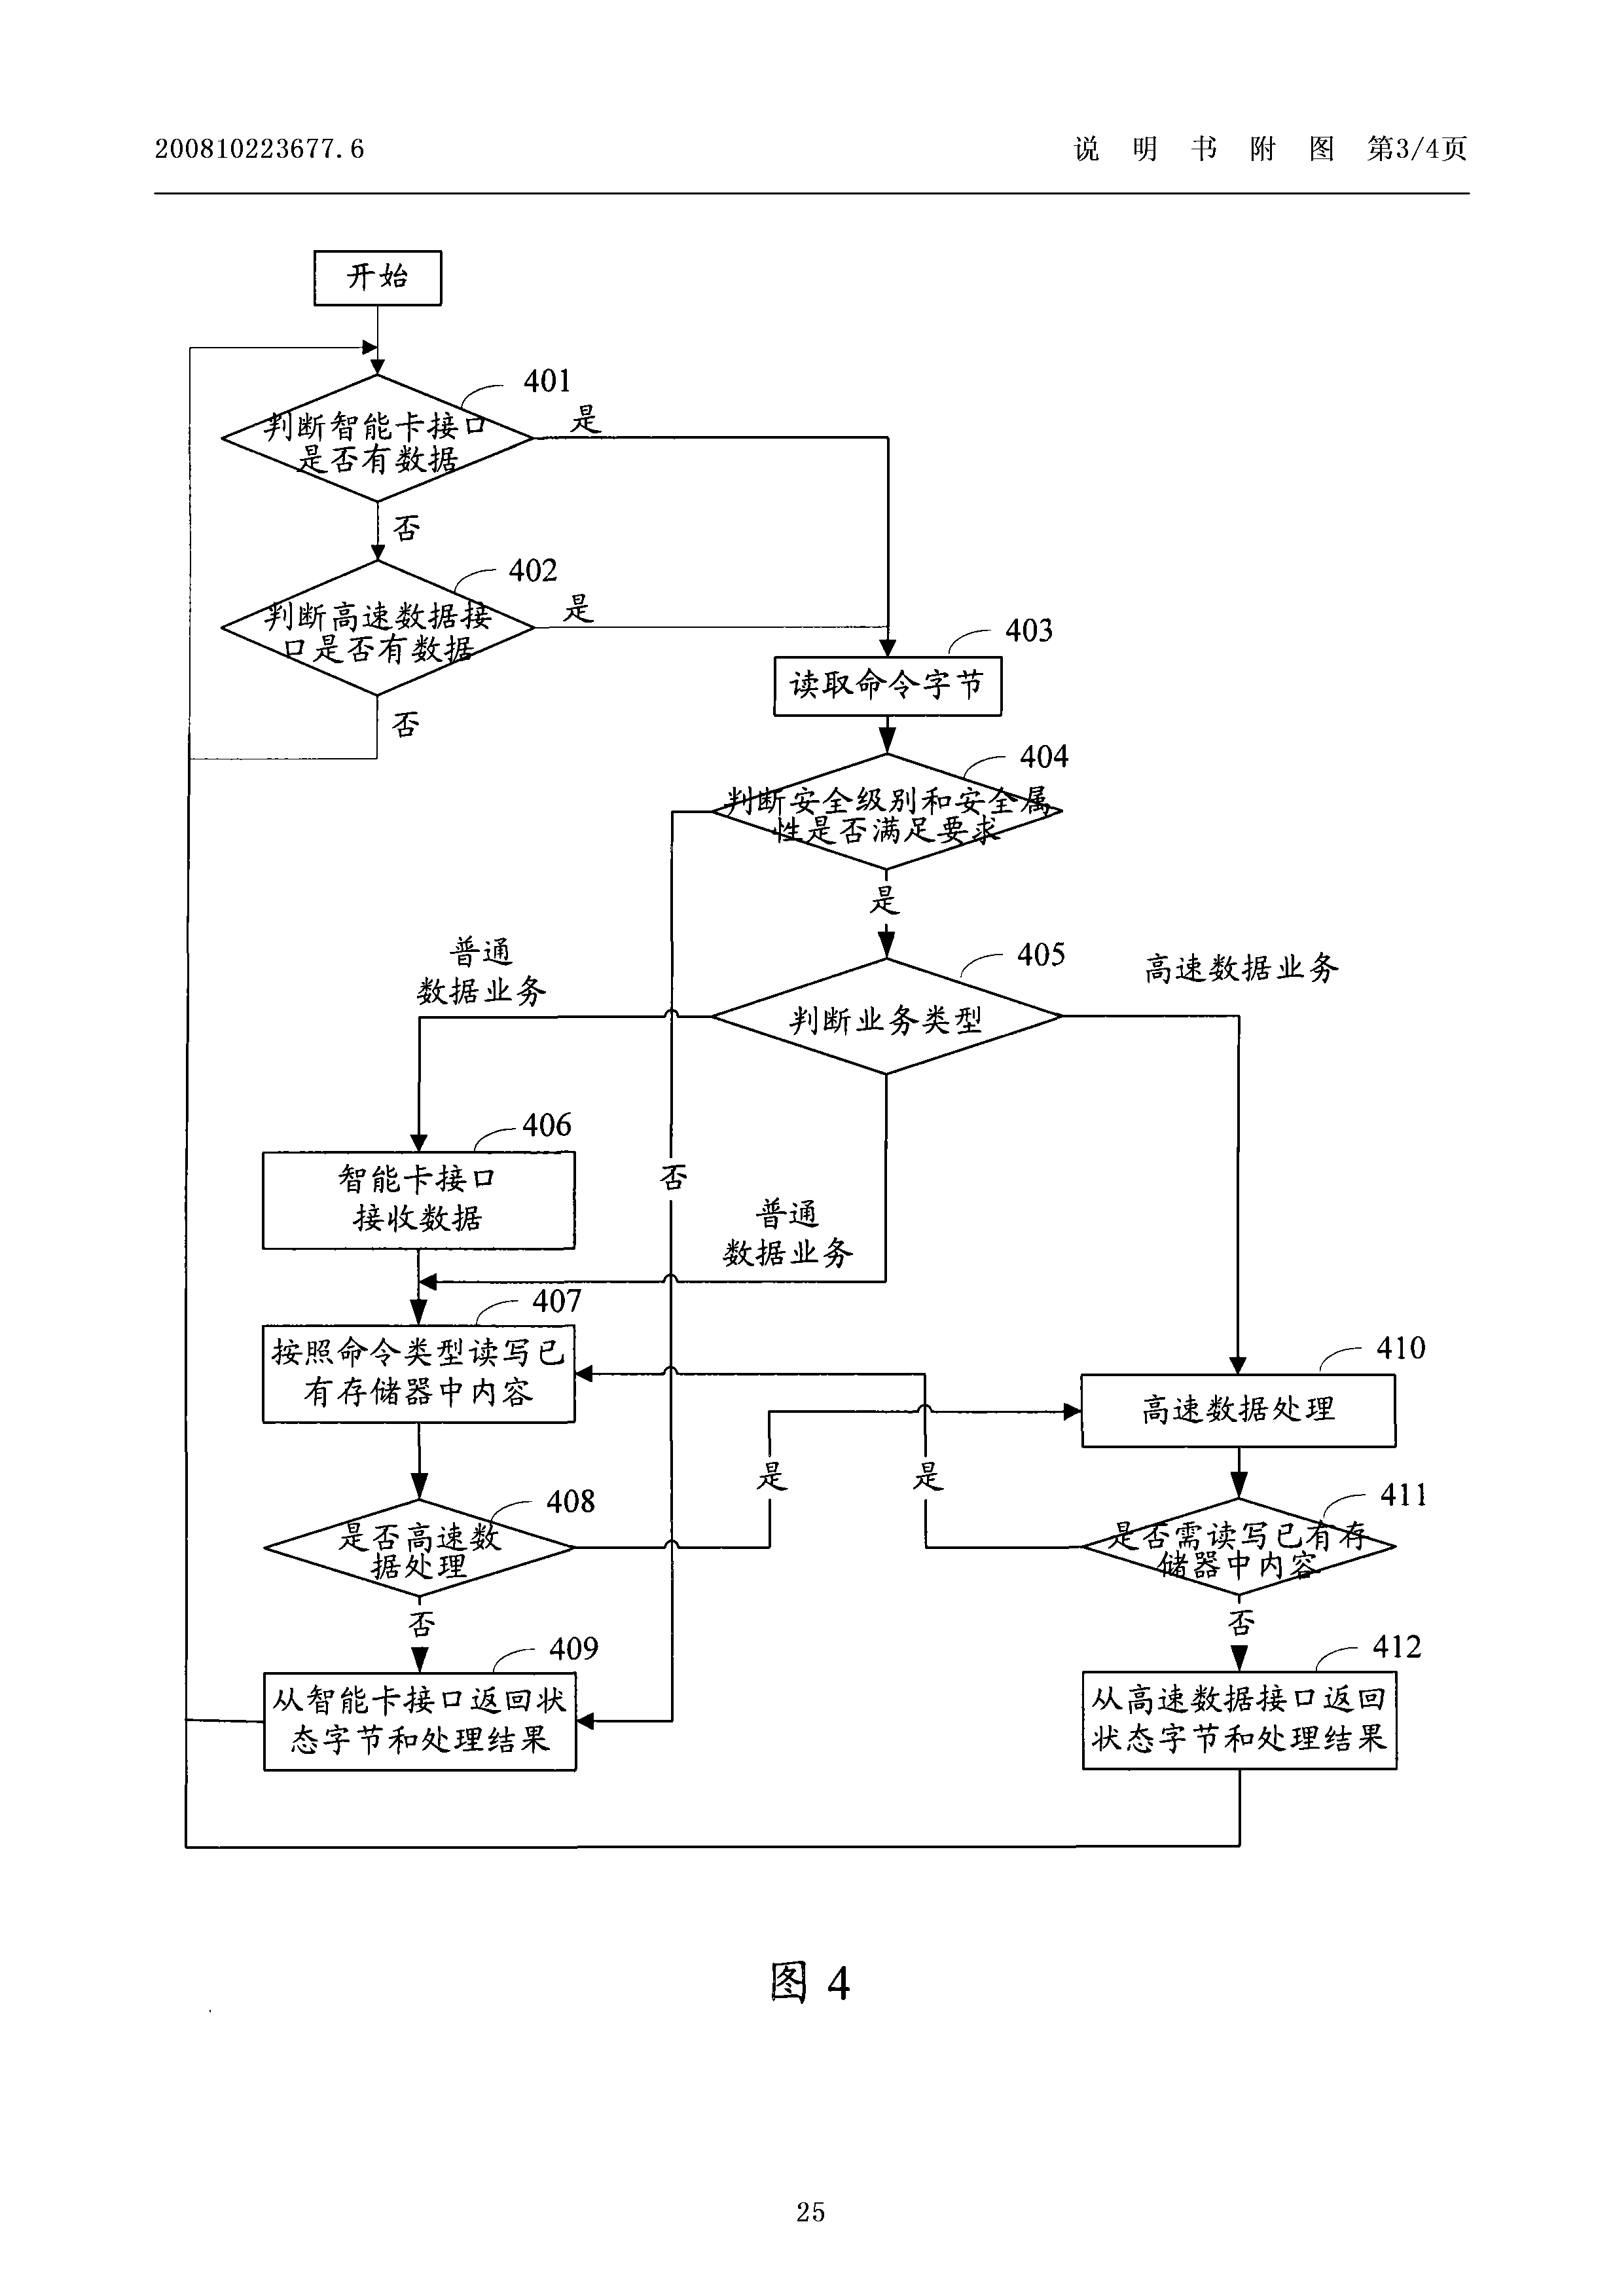 200810223677.6
说 明 书 附 图 第3/4页
开始
401
判断智能卡接口
是否有数据
是
否
402
判断高速数据接
口是否有数据
是
否
403
读取命令字节
404
判断安全级别和安全属
性是否满足要求
是
405
判断业务类型
普通
数据业务
高速数据业务
406
智能卡接口
接收数据
否
普通
数据业务
407
按照命令类型读写已
有存储器中内容
410
高速数据处理
是
是
408
是否高速数
据处理
411
是否需读写已有存
储器中内容
否
否
409
从智能卡接口返回状
态字节和处理结果
412
从高速数据接口返回
状态字节和处理结果
图 4
25